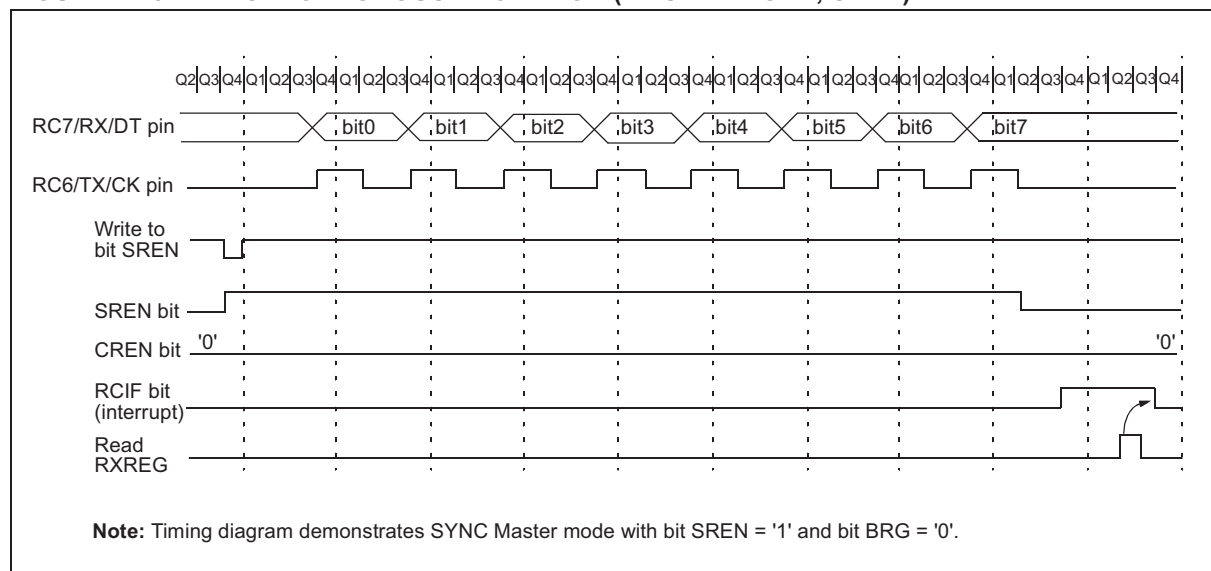 Q2 Q3 Q4 Q1 Q2 Q3 Q4 Q1 Q2 Q3 Q4 Q1 Q2 Q3 Q4 Q1 Q2 Q3 Q4 Q1 Q2 Q3 Q4 Q1 Q2 Q3 Q4 Q1 Q2 Q3 Q4 Q1 Q2 Q3 Q4 Q1 Q2 Q3 Q4 Q1 Q2 Q3 Q4
RC7/RX/DT pin bit0 bit1 bit2 bit3 bit4 bit5 bit6 bit7
RC6/TX/CK pin
Write to
bit SREN
SREN bit
CREN bit '0' '0'
RCIF bit
(interrupt)
Read
RXREG
Note: Timing diagram demonstrates SYNC Master mode with bit SREN = '1' and bit BRG = '0'.